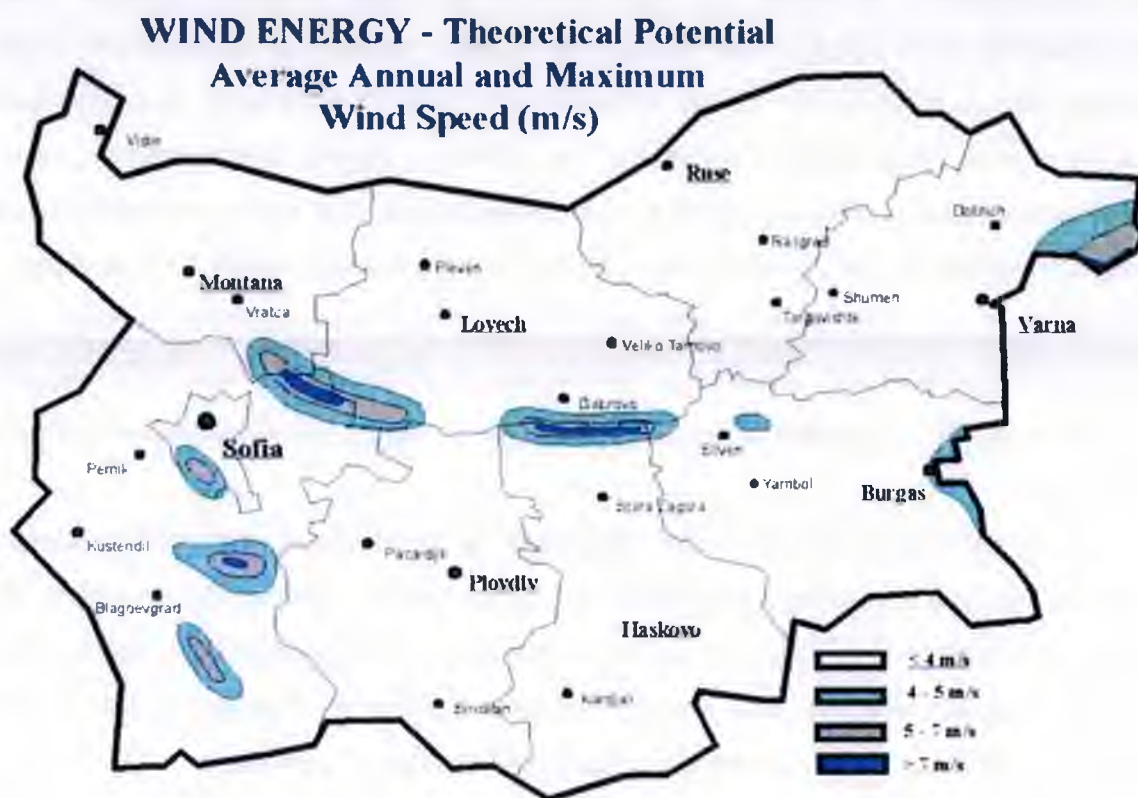 WIND ENERGY - Theoretical Potential
Average Annual and Maximum
Wind Speed (m/s)
Vidin
Ruse
Dobrich
Razgrad
Montana
Pleven
Vratca
Shumen
Lovech
Targovishte
Varna
Veliko Tarnovo
Gabrovo
Sofia
Sliven
Pernik
Yambol
Burgas
Stara Zagora
Kustendil
Pazardjik
Plovdiv
Blagoevgrad
Haskovo
Smolian
Kardjali
< 4 m/s
4 - 5 m/s
5 - 7 m/s
> 7 m/s